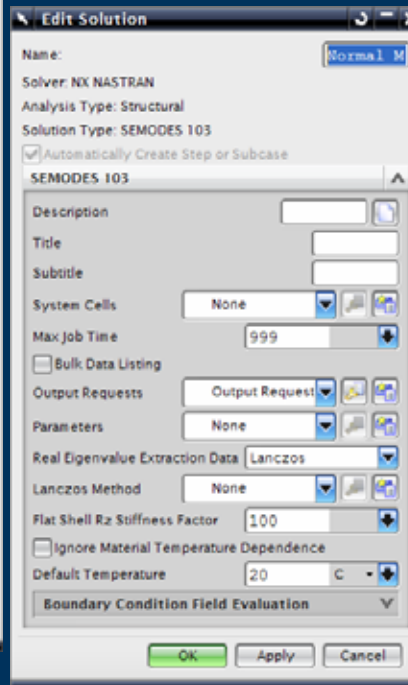 Edit Solution
Name: Normal M
Solver: NX NASTRAN
Analysis Type: Structural
Solution Type: SEMODES 103
Automatically Create Step or Subcase
SEMODES 103
Description
Title
Subtitle
System Cells None
Max Job Time 999
Bulk Data Listing
Output Requests Output Request
Parameters None
Real Eigenvalue Extraction Data Lanczos
Lanczos Method None
Flat Shell Rz Stiffness Factor 100
Ignore Material Temperature Dependence
Default Temperature 20 C
Boundary Condition Field Evaluation
OK Apply Cancel